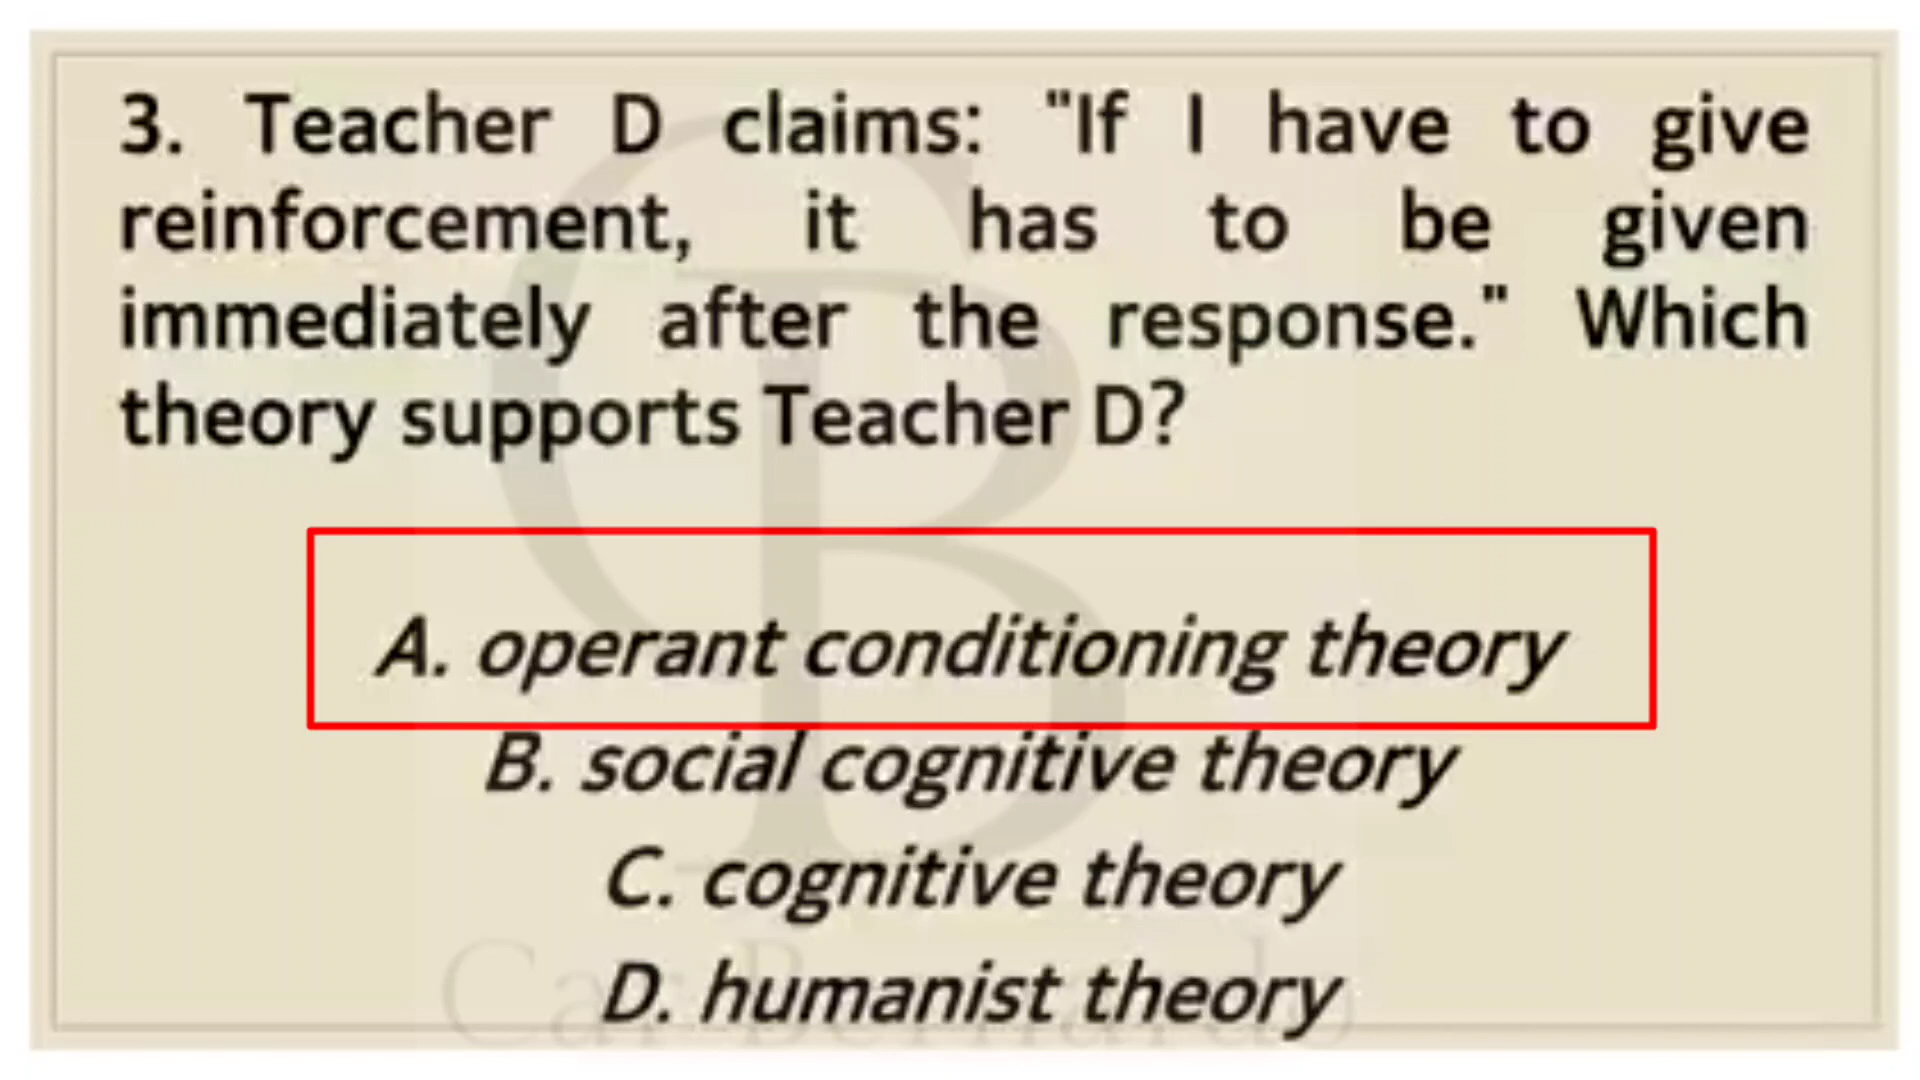 3. Teacher D claims: "If I have to give
reinforcement, it has to be given
immediately after the response." Which
theory supports Teacher D?
A. operant conditioning theory
B. social cognitive theory
C. cognitive theory
D. humanist theory